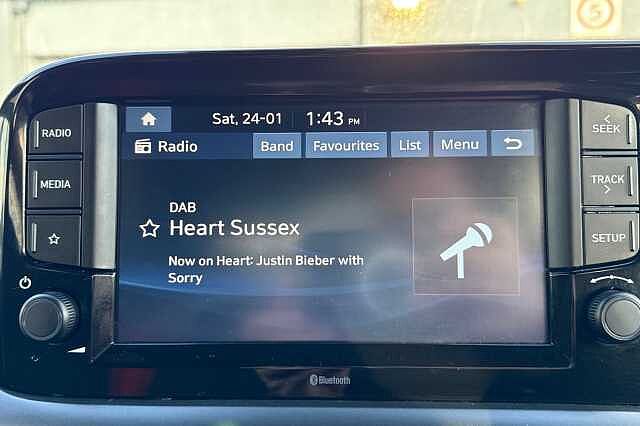 5
RADIO
MEDIA
Sat, 24-01 1:43 PM
Radio Band Favourites List Menu
DAB
Heart Sussex
Now on Heart: Justin Bieber with
Sorry
SEEK
TRACK
SETUP
Bluetooth